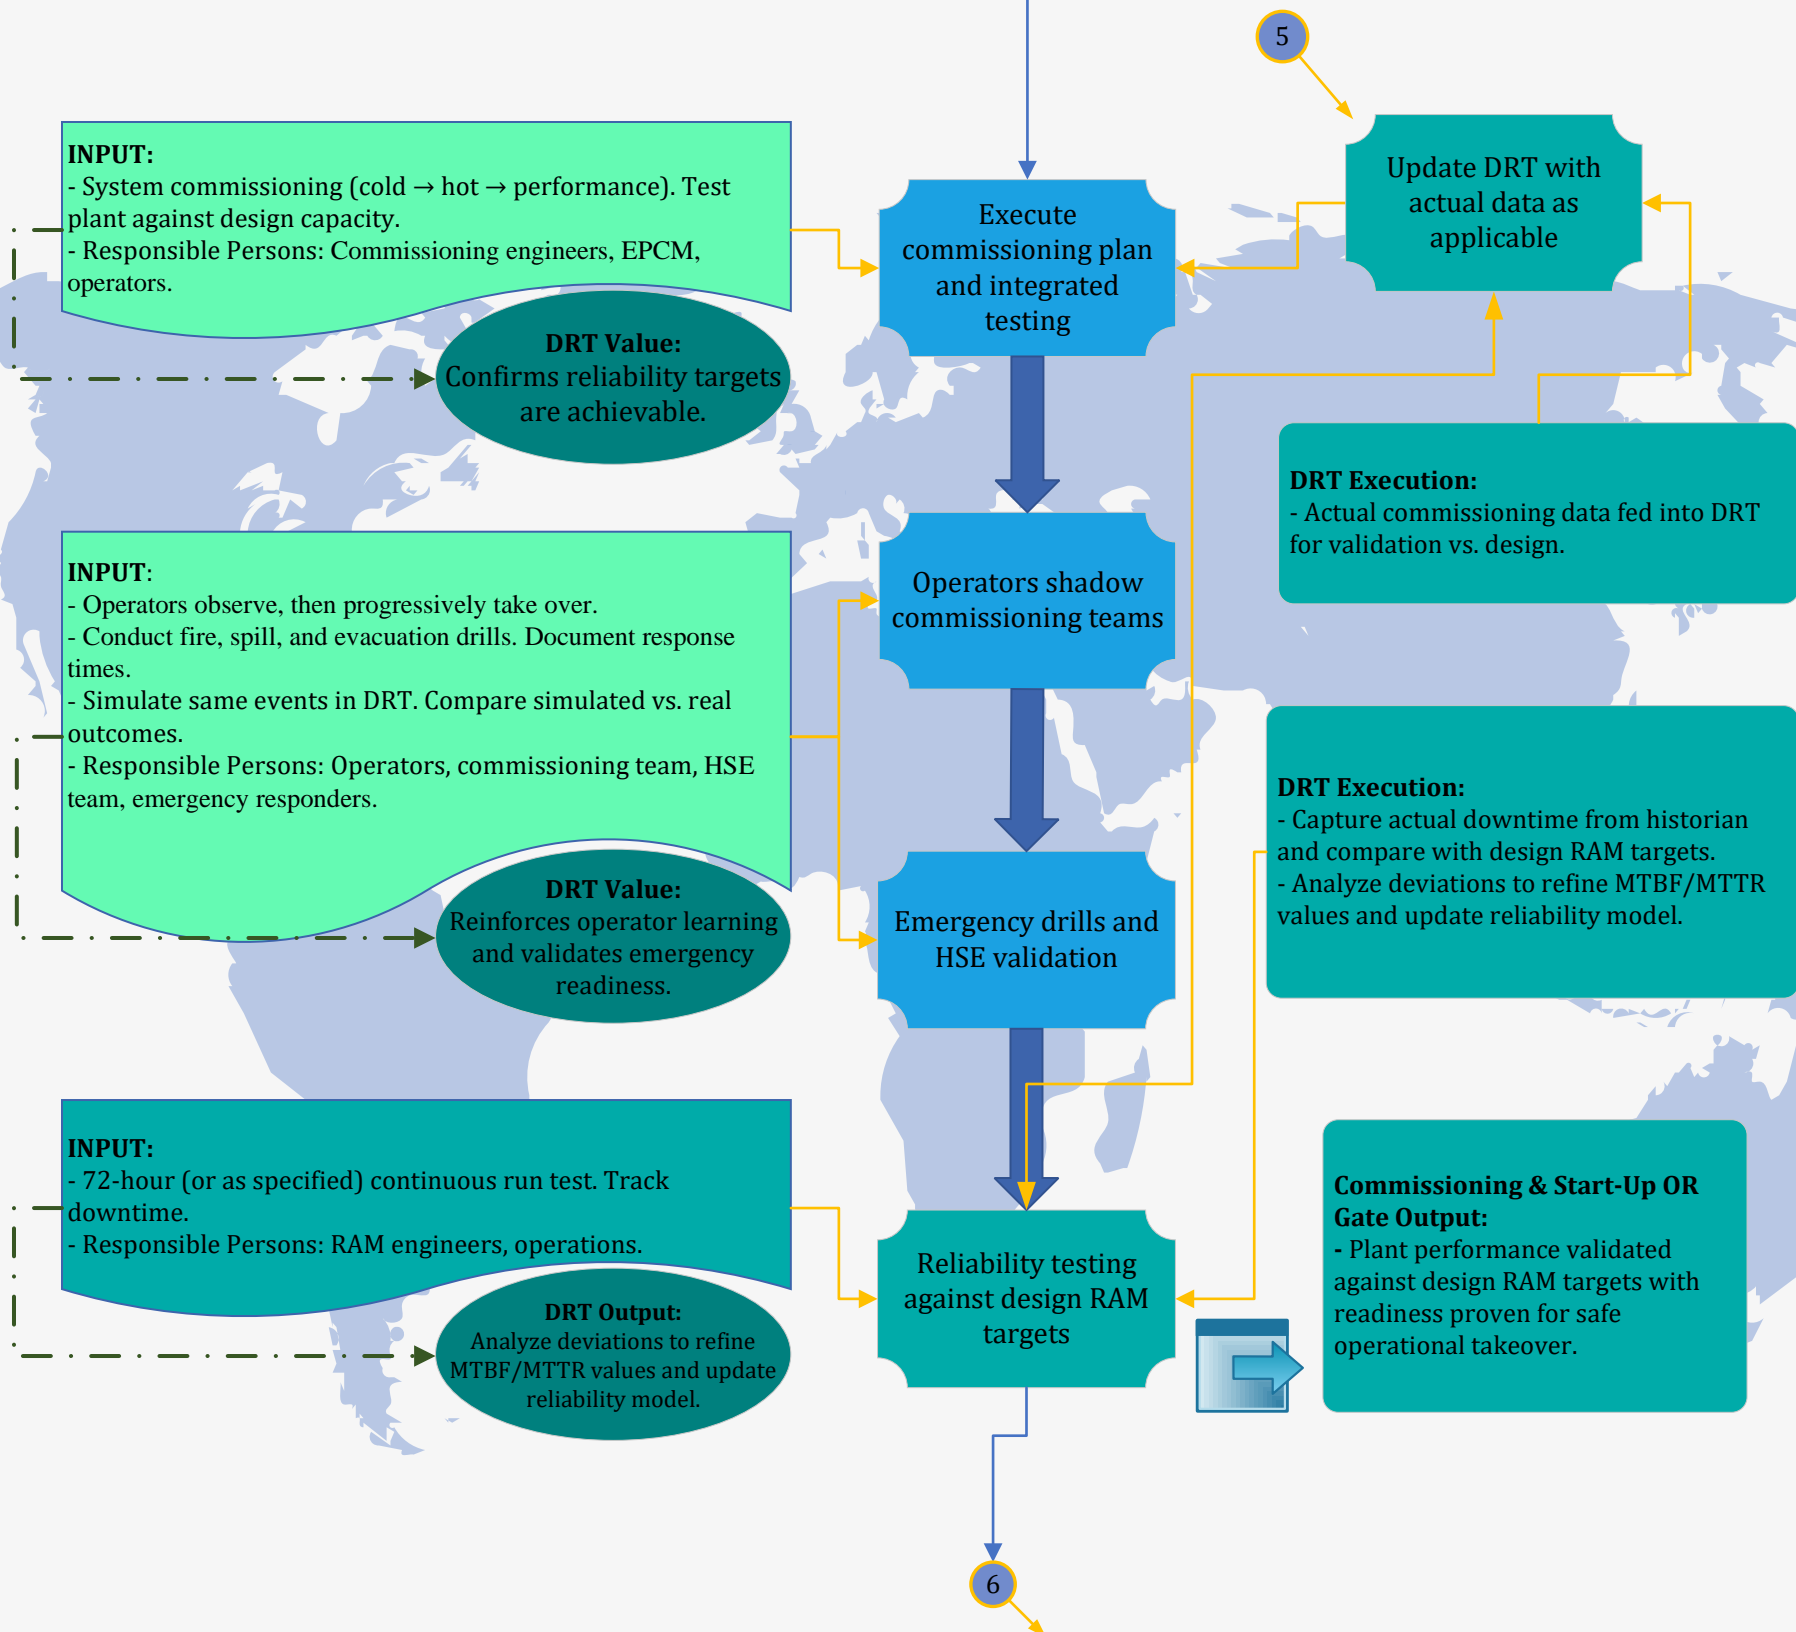 5
INPUT:
- System commissioning (cold → hot → performance). Test
plant against design capacity.
- Responsible Persons: Commissioning engineers, EPCM,
operators.
DRT Value:
Confirms reliability targets
are achievable.
Execute
commissioning plan
and integrated
testing
Update DRT with
actual data as
applicable
DRT Execution:
- Actual commissioning data fed into DRT
for validation vs. design.
INPUT:
- Operators observe, then progressively take over.
- Conduct fire, spill, and evacuation drills. Document response
times.
- Simulate same events in DRT. Compare simulated vs. real
outcomes.
- Responsible Persons: Operators, commissioning team, HSE
team, emergency responders.
DRT Value:
Reinforces operator learning
and validates emergency
readiness.
Operators shadow
commissioning teams
Emergency drills and
HSE validation
DRT Execution:
- Capture actual downtime from historian
and compare with design RAM targets.
- Analyze deviations to refine MTBF/MTTR
values and update reliability model.
INPUT:
- 72-hour (or as specified) continuous run test. Track
downtime.
- Responsible Persons: RAM engineers, operations.
DRT Output:
Analyze deviations to refine
MTBF/MTTR values and update
reliability model.
Reliability testing
against design RAM
targets
Commissioning & Start-Up OR
Gate Output:
- Plant performance validated
against design RAM targets with
readiness proven for safe
operational takeover.
6